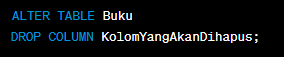 ALTER TABLE Buku
DROP COLUMN KolomYangAkanDihapus;